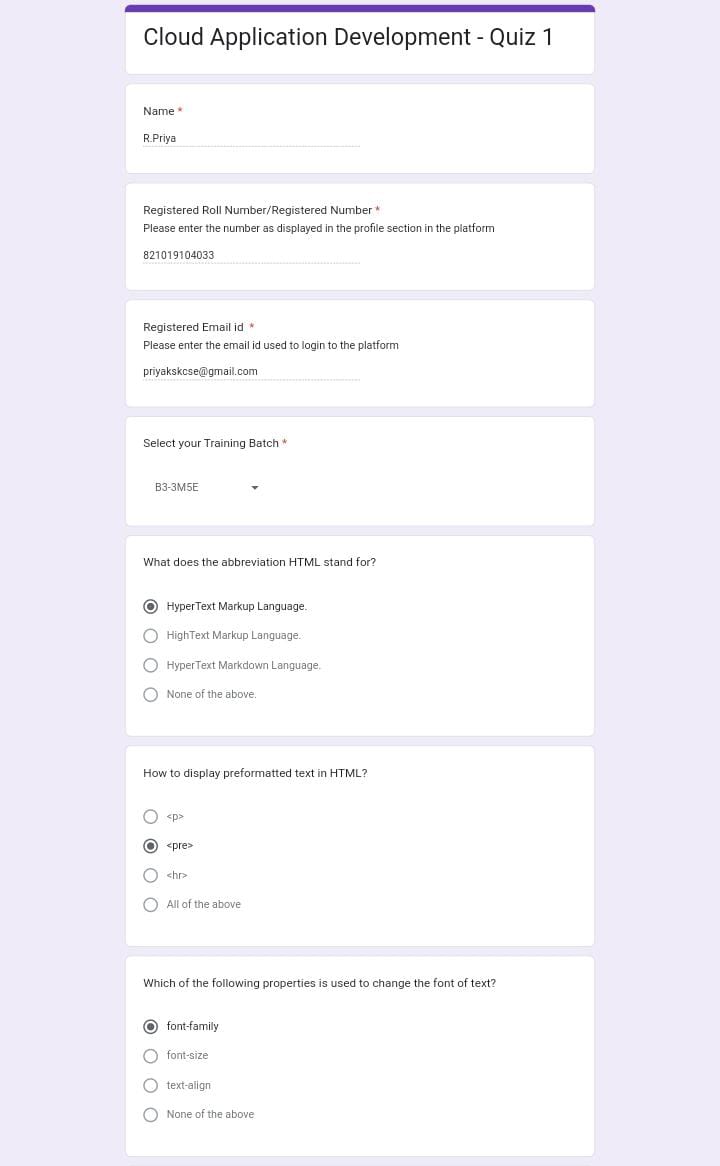 Cloud Application Development - Quiz 1
Name *
R.Priya
Registered Roll Number/Registered Number *
Please enter the number as displayed in the profile section in the platform
821019104033
Registered Email id *
Please enter the email id used to login to the platform
priyakskcse@gmail.com
Select your Training Batch *
B3-3M5E
What does the abbreviation HTML stand for?
HyperText Markup Language.
HighText Markup Language.
HyperText Markdown Language.
None of the above.
How to display preformatted text in HTML?
<p>
<pre>
<hr>
All of the above
Which of the following properties is used to change the font of text?
font-family
font-size
text-align
None of the above